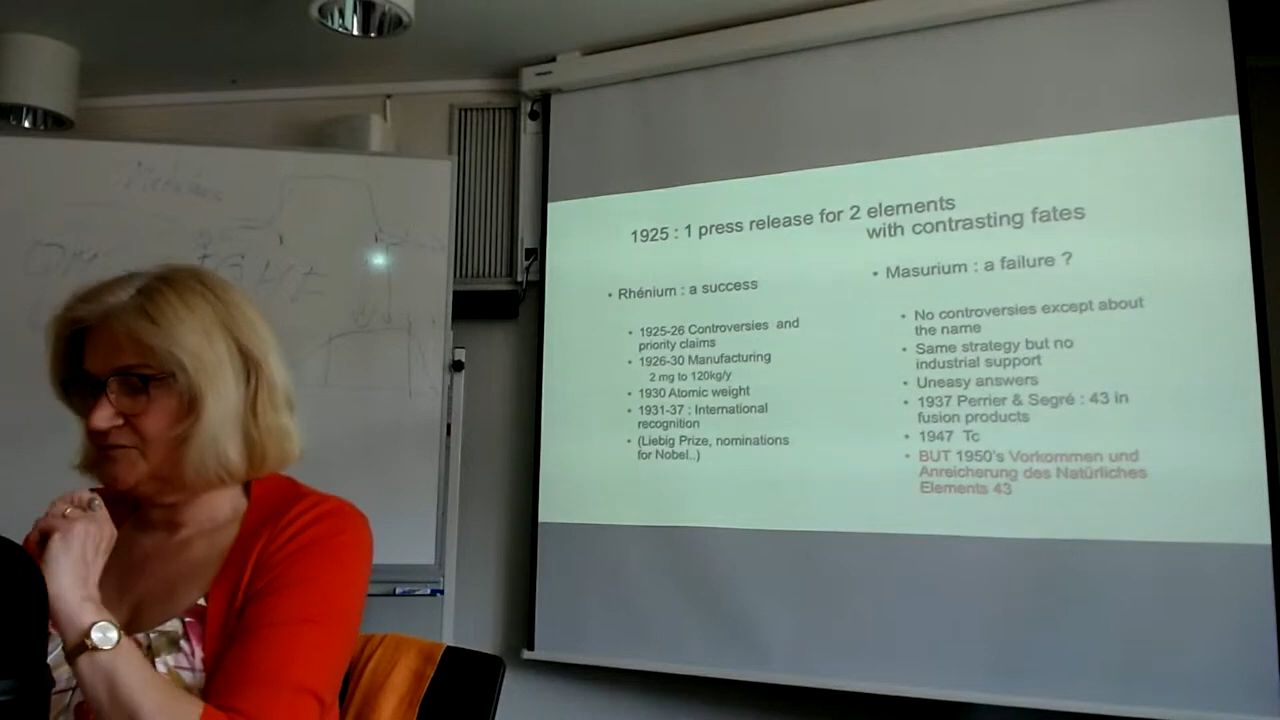 1925 : 1 press release for 2 elements
with contrasting fates
• Rhénium : a success
• 1925-26 Controversies and
priority claims
• 1926-30 Manufacturing
2 mg to 120kg/y
• 1930 Atomic weight
• 1931-37 : International
recognition
• (Liebig Prize, nominations
for Nobel..)
• Masurium : a failure ?
• No controversies except about
the name
• Same strategy but no
industrial support
• Uneasy answers
• 1937 Perrier & Segré : 43 in
fusion products
• 1947 Tc
• BUT 1950's Vorkommen und
Anreicherung des Natürliches
Elements 43